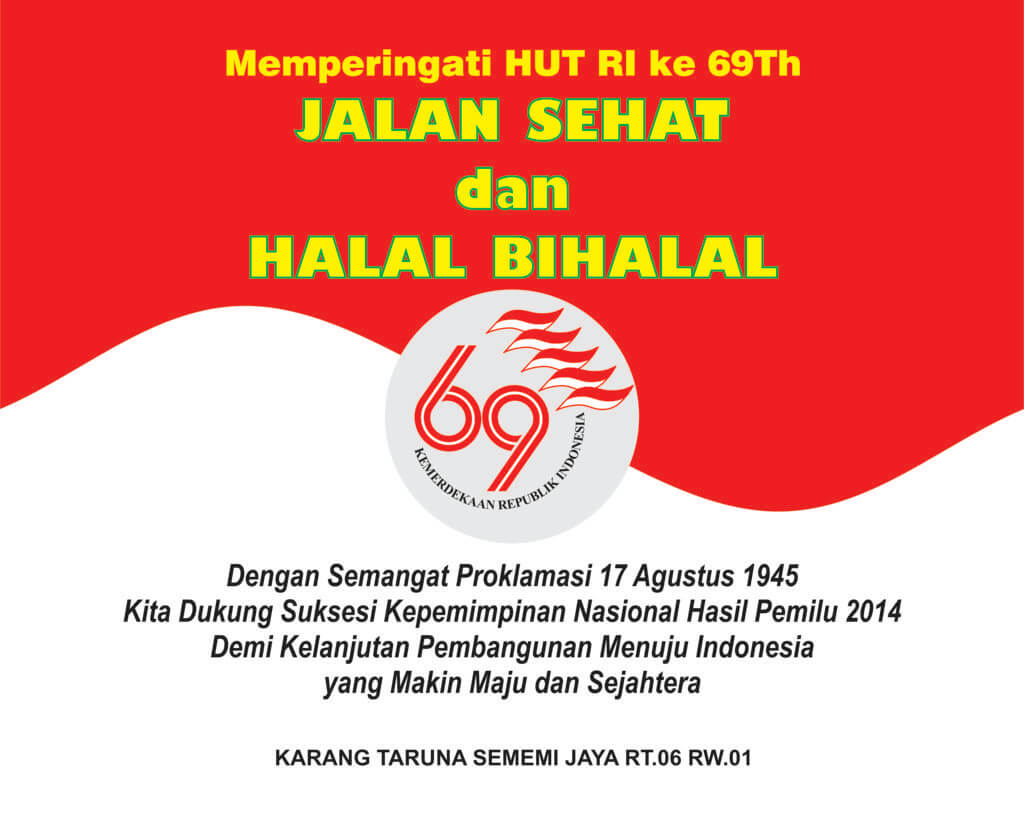 Memperingati HUT RI ke 69Th
JALAN SEHAT
dan
HALAL BIHALAL
69
KEMERDEKAAN REPUBLIK INDONESIA
Dengan Semangat Proklamasi 17 Agustus 1945
Kita Dukung Suksesi Kepemimpinan Nasional Hasil Pemilu 2014
Demi Kelanjutan Pembangunan Menuju Indonesia
yang Makin Maju dan Sejahtera
KARANG TARUNA SEMEMI JAYA RT.06 RW.01